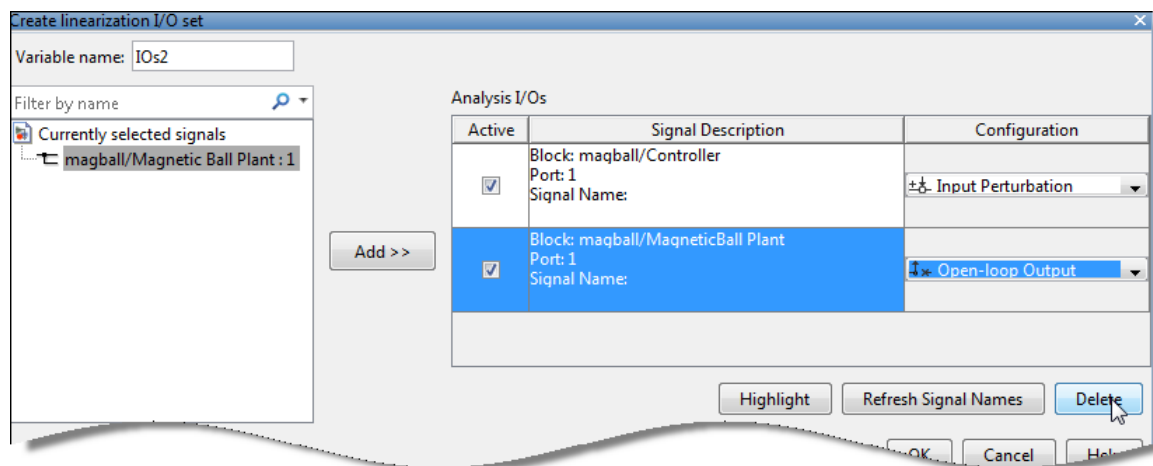 Create linearization I/O set
Variable name: IOs2
Filter by name
Currently selected signals
magball/Magnetic Ball Plant : 1
Add >>
Analysis I/Os
Active Signal Description Configuration
Block: magball/Controller
Port: 1
Signal Name:
Input Perturbation
Block: magball/MagneticBall Plant
Port: 1
Signal Name:
Open-loop Output
Highlight Refresh Signal Names Delete
OK Cancel Help